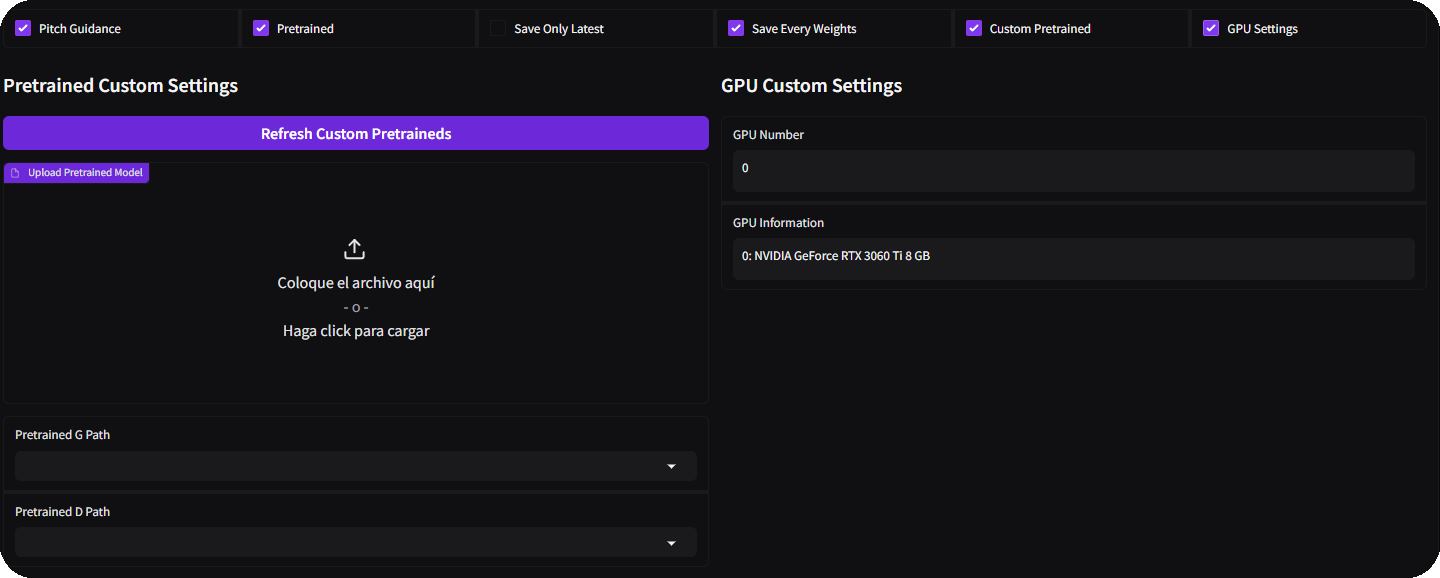 Pitch Guidance
Pretrained
Save Only Latest
Save Every Weights
Custom Pretrained
GPU Settings
Pretrained Custom Settings
Refresh Custom Pretraineds
Upload Pretrained Model
Coloque el archivo aquí
- o -
Haga click para cargar
Pretrained G Path
Pretrained D Path
GPU Custom Settings
GPU Number
0
GPU Information
0: NVIDIA GeForce RTX 3060 Ti 8 GB